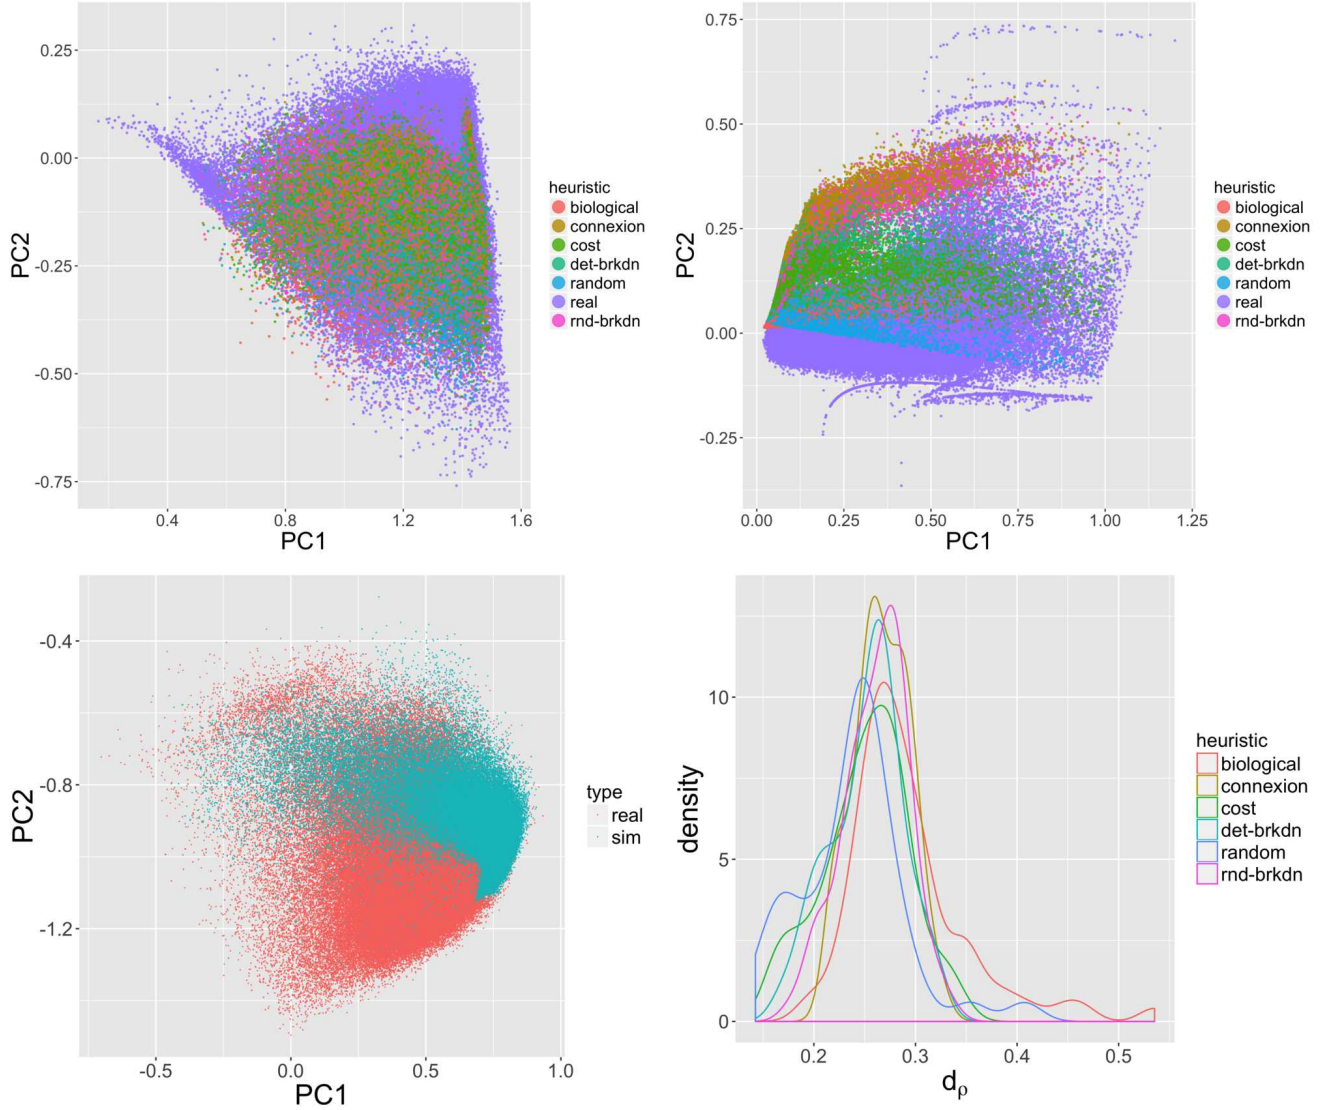 0.25
0.00
-0.25
-0.50
-0.75
PC2
0.4
0.8
1.2
1.6
PC1
heuristic
biological
connexion
cost
det-brkdn
random
real
rnd-brkdn
0.75
0.50
0.25
0.00
-0.25
PC2
0.00
0.25
0.50
0.75
1.00
1.25
PC1
heuristic
biological
connexion
cost
det-brkdn
random
real
rnd-brkdn
-0.4
-0.8
-1.2
PC2
-0.5
0.0
0.5
1.0
PC1
type
real
sim
10
5
0
density
0.2
0.3
0.4
0.5
dρ
heuristic
biological
connexion
cost
det-brkdn
random
rnd-brkdn